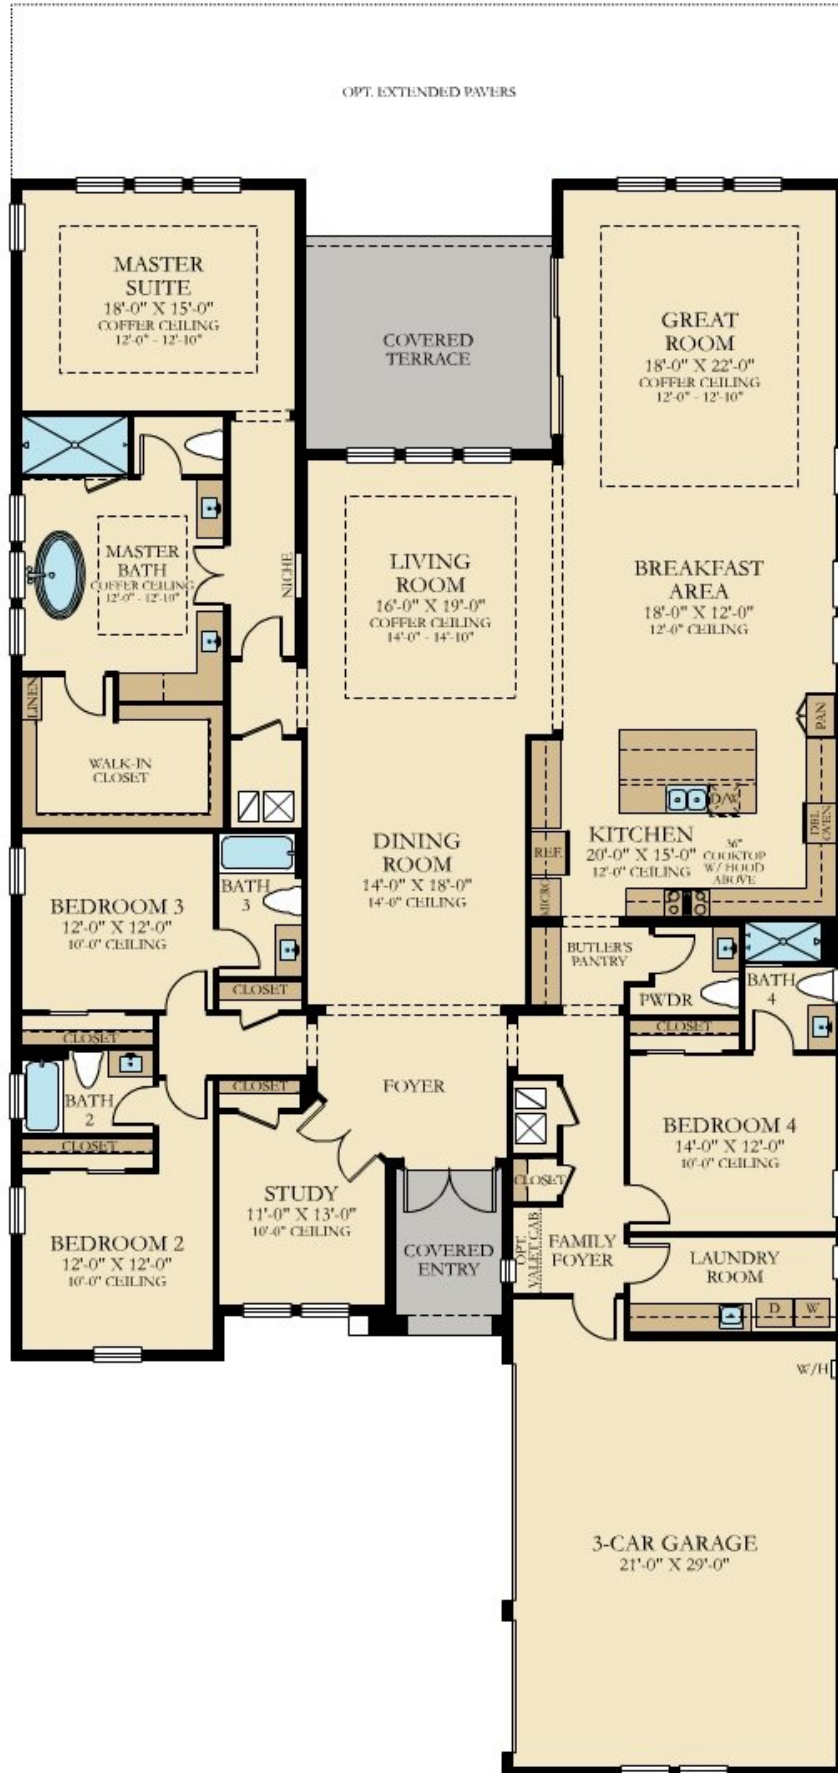 OPT. EXTENDED PAVERS
MASTER
SUITE
18'-0" X 15'-0"
COFFER CEILING
12'-0" - 12'-10"
COVERED
TERRACE
GREAT
ROOM
18'-0" X 22'-0"
COFFER CEILING
12'-0" - 12'-10"
MASTER
BATH
COFFER CEILING
12'-0" - 12'-10"
NICHE
LIVING
ROOM
16'-0" X 19'-0"
COFFER CEILING
14'-0" - 14'-10"
BREAKFAST
AREA
18'-0" X 12'-0"
12'-0" CEILING
LINEN
WALK-IN
CLOSET
PAN
D/W
DBL
OVEN
DINING
ROOM
14'-0" X 18'-0"
14'-0" CEILING
REF.
MICRO
KITCHEN
20'-0" X 15'-0"
12'-0" CEILING
36"
COOKTOP
W/ HOOD
ABOVE
BEDROOM 3
12'-0" X 12'-0"
10'-0" CEILING
BATH
3
CLOSET
BUTLER'S
PANTRY
PWDR
BATH
4
CLOSET
CLOSET
BATH
2
CLOSET
CLOSET
FOYER
BEDROOM 4
14'-0" X 12'-0"
10'-0" CEILING
CLOSET
STUDY
11'-0" X 13'-0"
10'-0" CEILING
BEDROOM 2
12'-0" X 12'-0"
10'-0" CEILING
COVERED
ENTRY
OPT.
VALET CAB
FAMILY
FOYER
LAUNDRY
ROOM
D
W
W/H
3-CAR GARAGE
21'-0" X 29'-0"